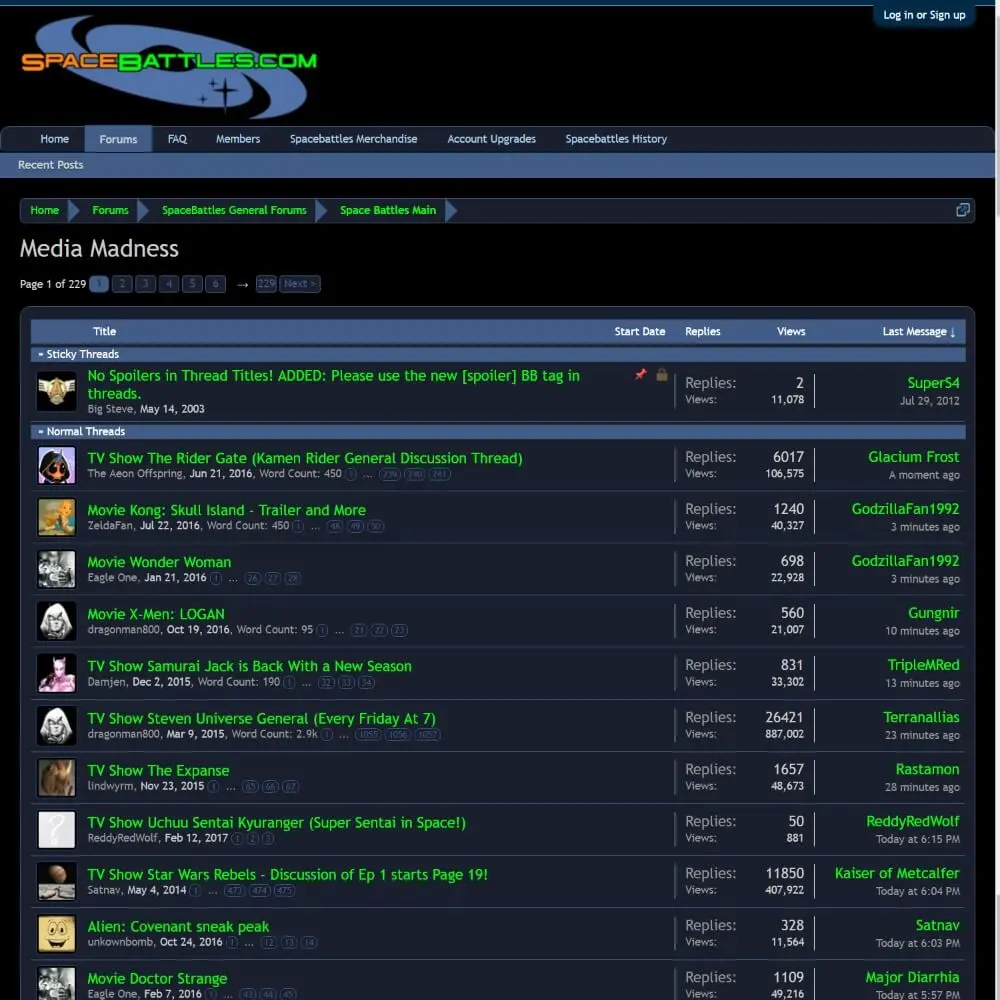 Log in or Sign up
SPACEBATTLES.COM
Home Forums FAQ Members Spacebattles Merchandise Account Upgrades Spacebattles History
Recent Posts
Home Forums SpaceBattles General Forums Space Battles Main
Media Madness
Page 1 of 229 1 2 3 4 5 6 → 229 Next >
Title Start Date Replies Views Last Message ↓
» Sticky Threads
No Spoilers in Thread Titles! ADDED: Please use the new [spoiler] BB tag in Replies: 2 SuperS4
threads. Views: 11,078 Jul 29, 2012
Big Steve, May 14, 2003
» Normal Threads
TV Show The Rider Gate (Kamen Rider General Discussion Thread) Replies: 6017 Glacium Frost
The Aeon Offspring, Jun 21, 2016, Word Count: 450 1 ... 239 240 241 Views: 106,575 A moment ago
Movie Kong: Skull Island - Trailer and More Replies: 1240 GodzillaFan1992
ZeldaFan, Jul 22, 2016, Word Count: 450 1 ... 48 49 50 Views: 40,327 3 minutes ago
Movie Wonder Woman Replies: 698 GodzillaFan1992
Eagle One, Jan 21, 2016 1 ... 26 27 28 Views: 22,928 3 minutes ago
Movie X-Men: LOGAN Replies: 560 Gungnir
dragonman800, Oct 19, 2016, Word Count: 95 1 ... 21 22 23 Views: 21,007 10 minutes ago
TV Show Samurai Jack is Back With a New Season Replies: 831 TripleMRed
Damjen, Dec 2, 2015, Word Count: 190 1 ... 32 33 34 Views: 33,302 13 minutes ago
TV Show Steven Universe General (Every Friday At 7) Replies: 26421 Terranallias
dragonman800, Mar 9, 2015, Word Count: 2.9k 1 ... 1055 1056 1057 Views: 887,002 23 minutes ago
TV Show The Expanse Replies: 1657 Rastamon
lindwyrm, Nov 23, 2015 1 ... 65 66 67 Views: 48,673 28 minutes ago
TV Show Uchuu Sentai Kyuranger (Super Sentai in Space!) Replies: 50 ReddyRedWolf
ReddyRedWolf, Feb 12, 2017 1 2 3 Views: 881 Today at 6:15 PM
TV Show Star Wars Rebels - Discussion of Ep 1 starts Page 19! Replies: 11850 Kaiser of Metcalfer
Satnav, May 4, 2014 1 ... 473 474 475 Views: 407,922 Today at 6:04 PM
Alien: Covenant sneak peak Replies: 328 Satnav
unkownbomb, Oct 24, 2016 1 ... 12 13 14 Views: 11,564 Today at 6:03 PM
Movie Doctor Strange Replies: 1109 Major Diarrhia
Eagle One, Feb 7, 2016 1 ... 43 44 45 Views: 49,216 Today at 5:57 PM